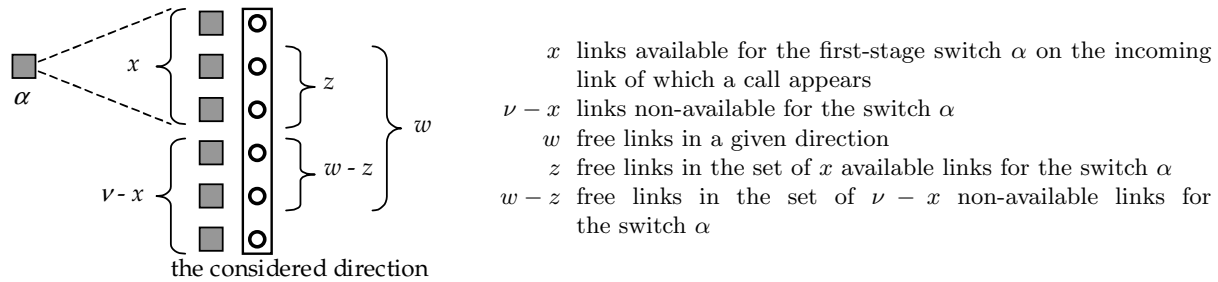 α
x
ν - x
z
w - z
w
the considered direction
x links available for the first-stage switch α on the incoming
link of which a call appears
ν − x links non-available for the switch α
w free links in a given direction
z free links in the set of x available links for the switch α
w − z free links in the set of ν − x non-available links for
the switch α